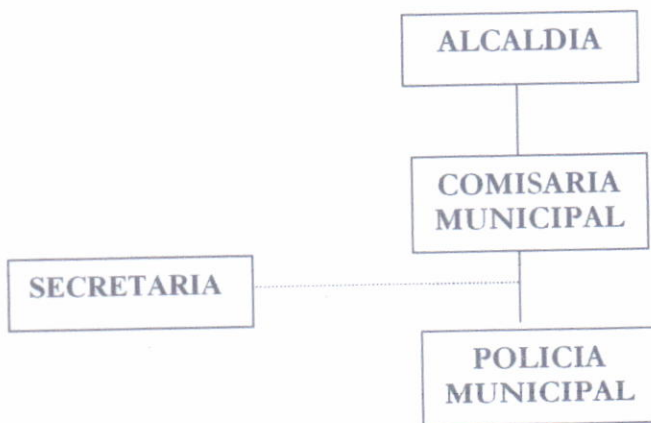 ALCALDIA
COMISARIA
MUNICIPAL
SECRETARIA
POLICIA
MUNICIPAL